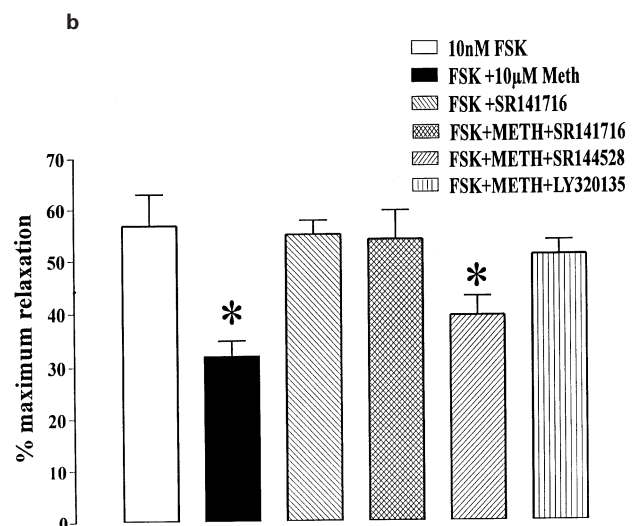 b
10nM FSK
FSK +10μM Meth
FSK +SR141716
FSK+METH+SR141716
FSK+METH+SR144528
FSK+METH+LY320135
% maximum relaxation
70
60
50
40
30
20
10
0
*
*